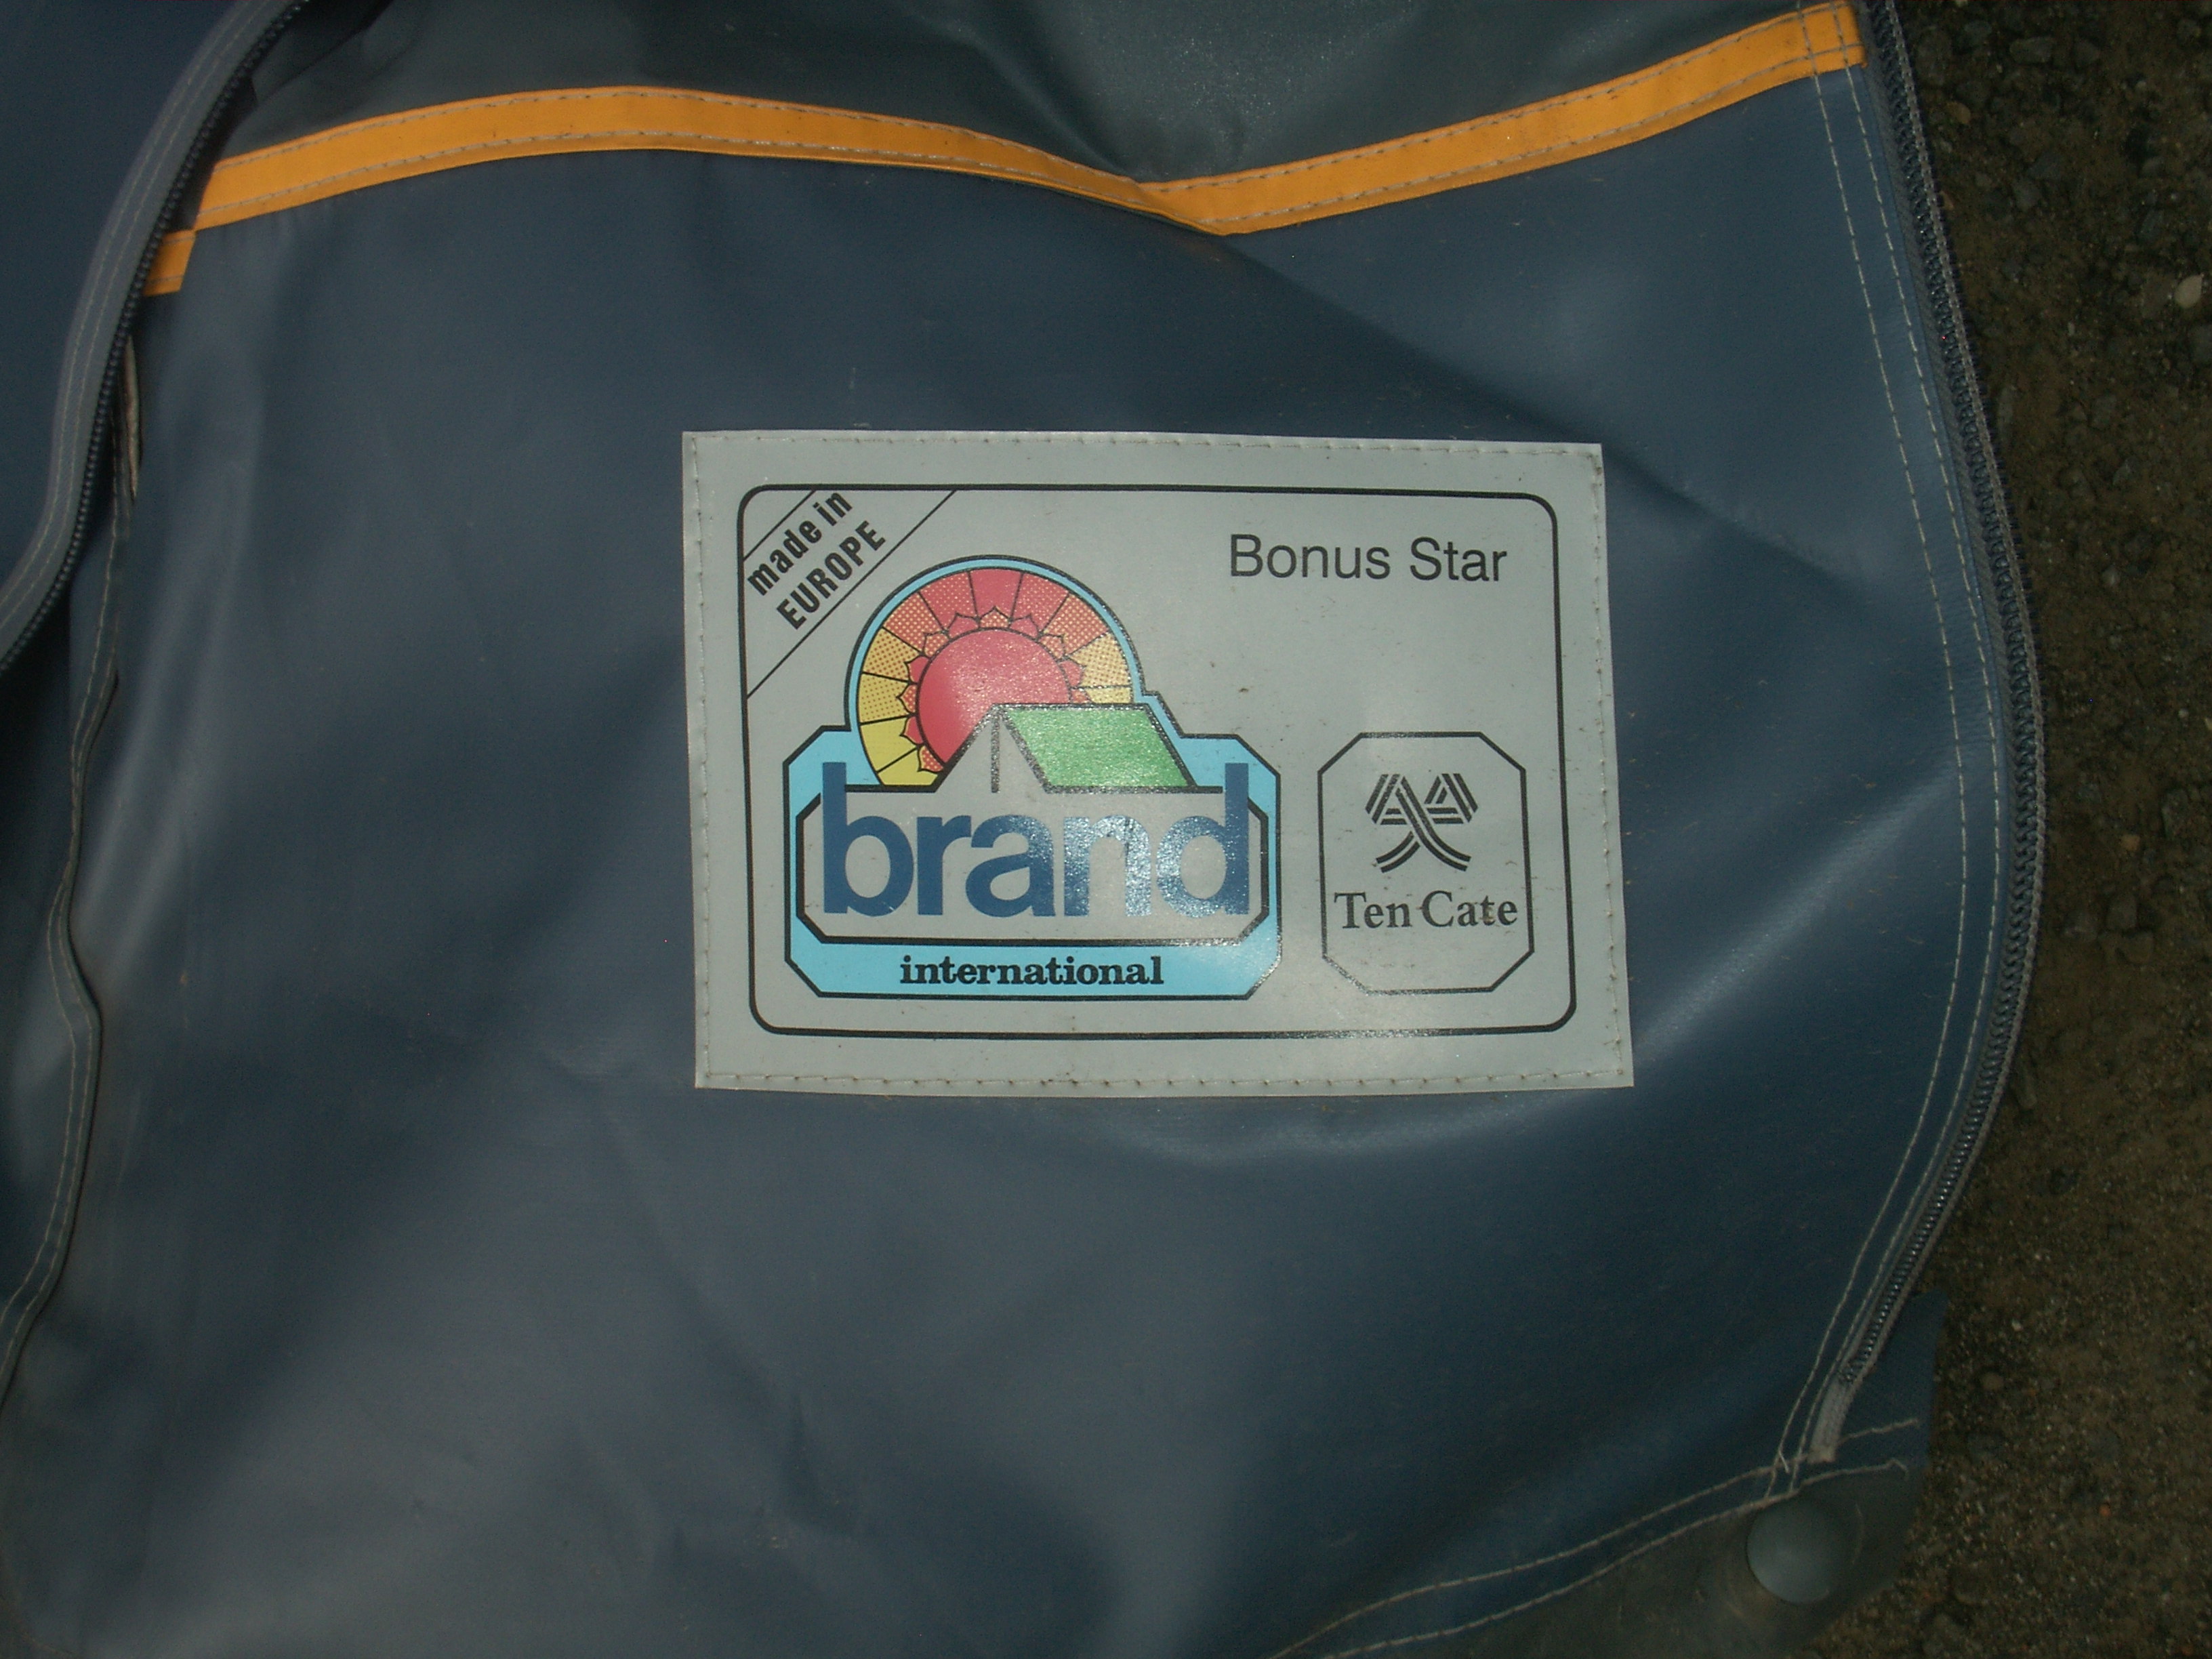 made in
EUROPE
Bonus Star
brand
international
Ten Cate